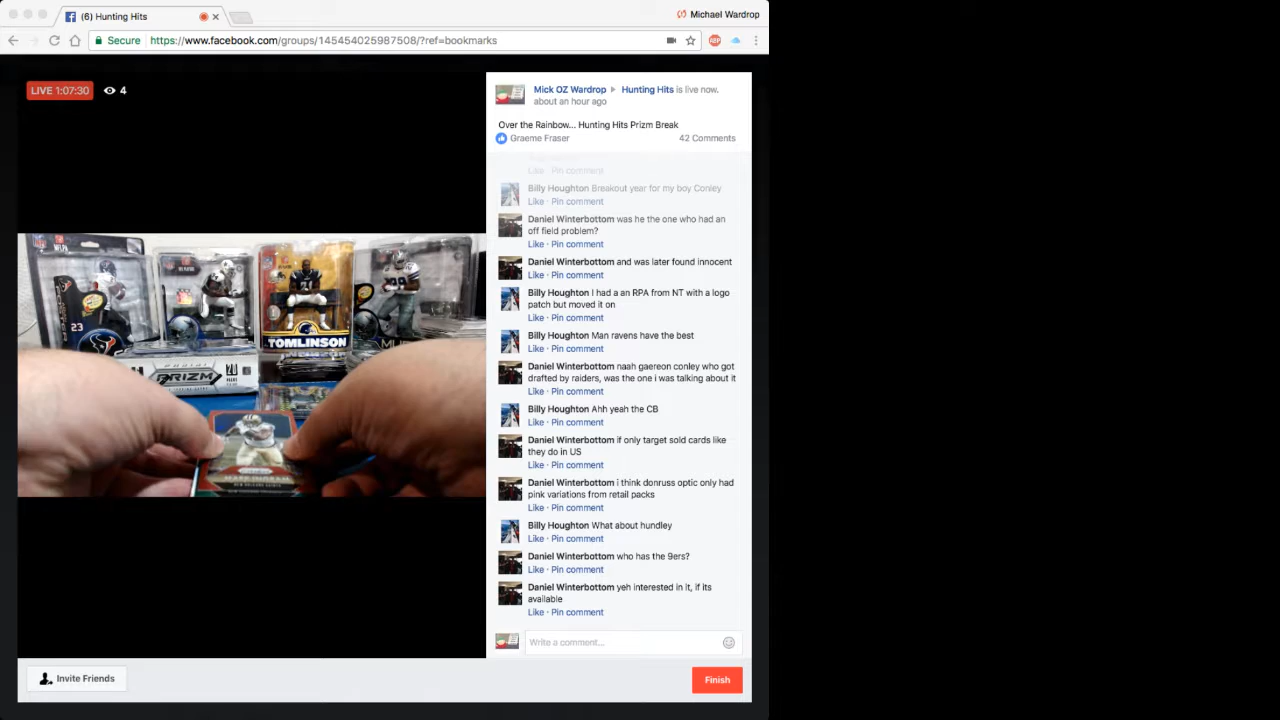 (6) Hunting Hits
Michael Wardrop
Secure https://www.facebook.com/groups/145454025987508/?ref=bookmarks
ABP
LIVE 1:07:30 4
Mick OZ Wardrop Hunting Hits is live now.
about an hour ago
Over the Rainbow... Hunting Hits Prizm Break
Graeme Fraser 42 Comments
Like · Pin comment
Billy Houghton Breakout year for my boy Conley
Like · Pin comment
Daniel Winterbottom was he the one who had an
off field problem?
Like · Pin comment
Daniel Winterbottom and was later found innocent
Like · Pin comment
Billy Houghton I had a an RPA from NT with a logo
patch but moved it on
Like · Pin comment
Billy Houghton Man ravens have the best
Like · Pin comment
Daniel Winterbottom naah gaereon conley who got
drafted by raiders, was the one i was talking about it
Like · Pin comment
Billy Houghton Ahh yeah the CB
Like · Pin comment
Daniel Winterbottom if only target sold cards like
they do in US
Like · Pin comment
Daniel Winterbottom i think donruss optic only had
pink variations from retail packs
Like · Pin comment
Billy Houghton What about hundley
Like · Pin comment
Daniel Winterbottom who has the 9ers?
Like · Pin comment
Daniel Winterbottom yeh interested in it, if its
available
Like · Pin comment
Write a comment...
Invite Friends
Finish
23
21
TOMLINSON
PRIZM